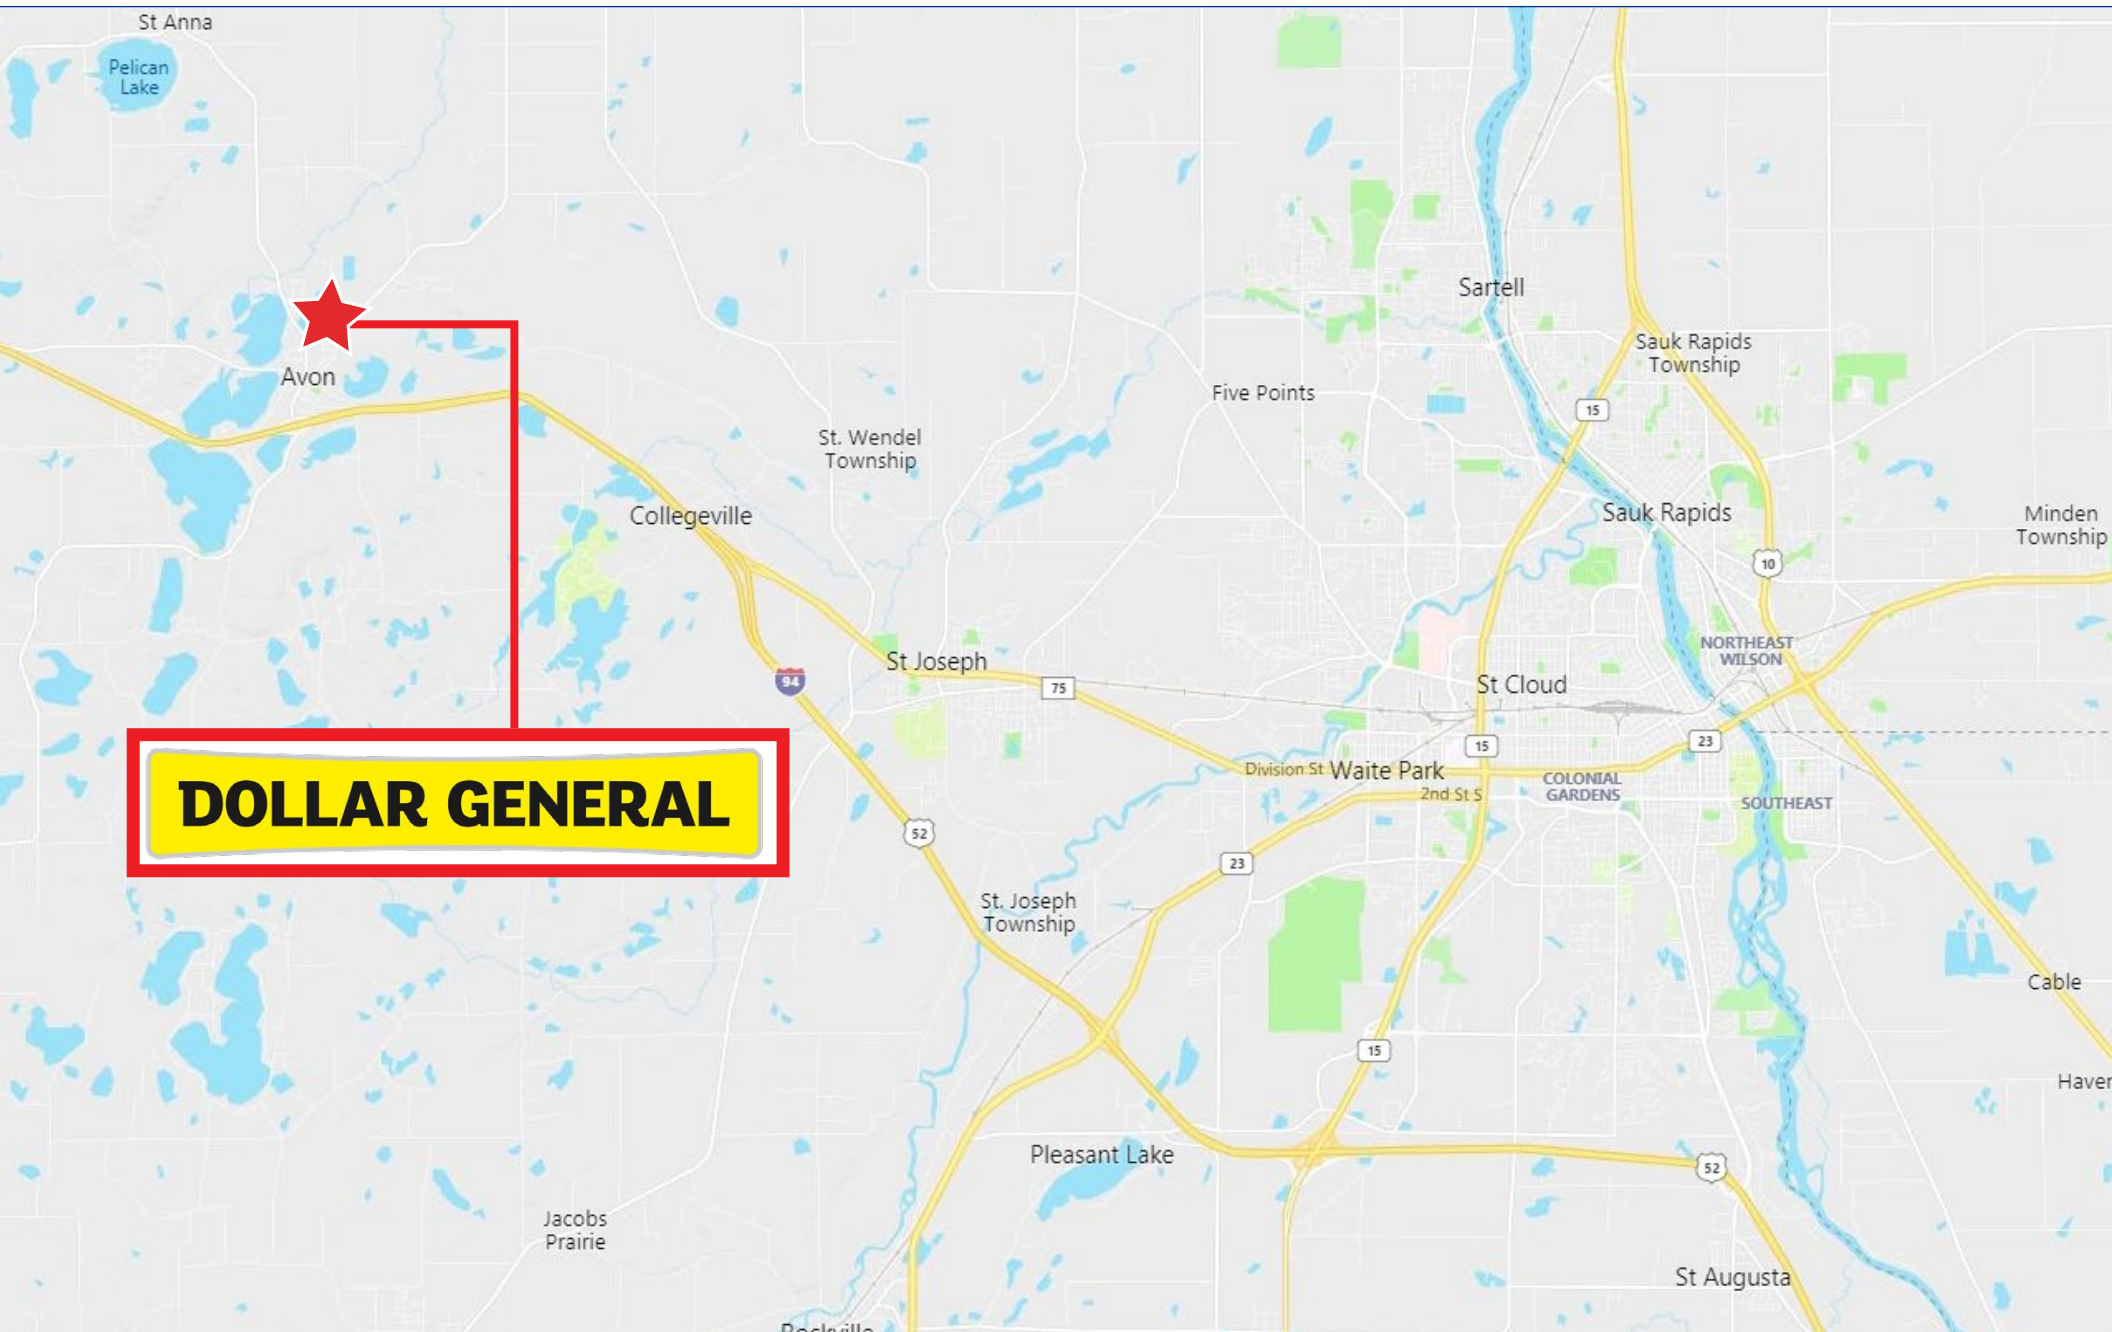 St Anna
Pelican
Lake
Sartell
Sauk Rapids
Township
Avon
Five Points
15
St. Wendel
Township
Collegeville
Sauk Rapids
Minden
Township
10
NORTHEAST
WILSON
St Joseph
94
75
St Cloud
15
23
Division St
Waite Park
2nd St S
COLONIAL
GARDENS
SOUTHEAST
DOLLAR GENERAL
52
23
St. Joseph
Township
Cable
15
Haven
Pleasant Lake
52
Jacobs
Prairie
St Augusta